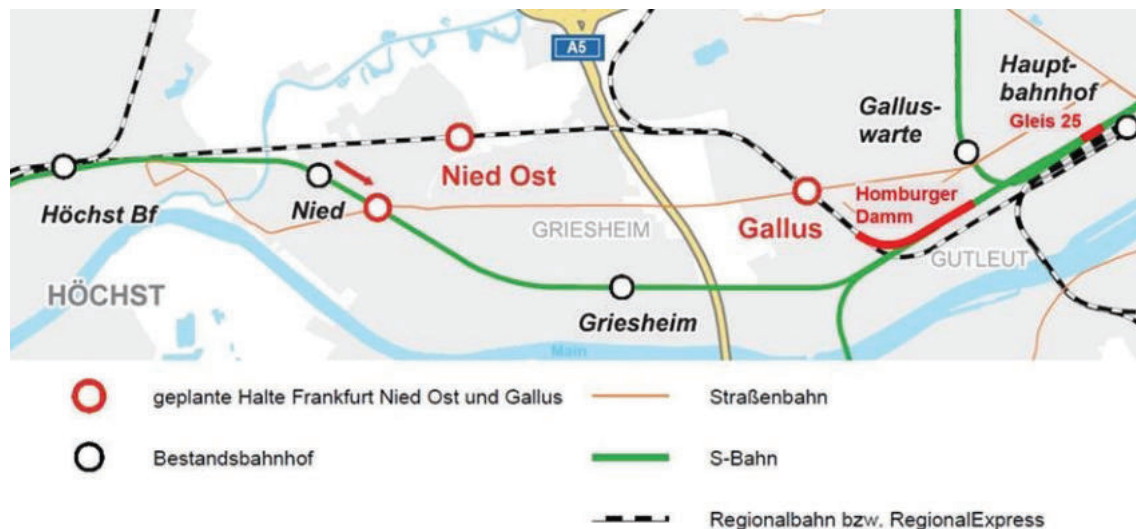 A5
Haupt-
bahnhof
Gleis 25
Gallus-
warte
Nied Ost
Homburger
Damm
Höchst Bf
Nied
GRIESHEIM
Gallus
GUTLEUT
HÖCHST
Griesheim
Main
geplante Halte Frankfurt Nied Ost und Gallus
Straßenbahn
Bestandsbahnhof
S-Bahn
Regionalbahn bzw. RegionalExpress